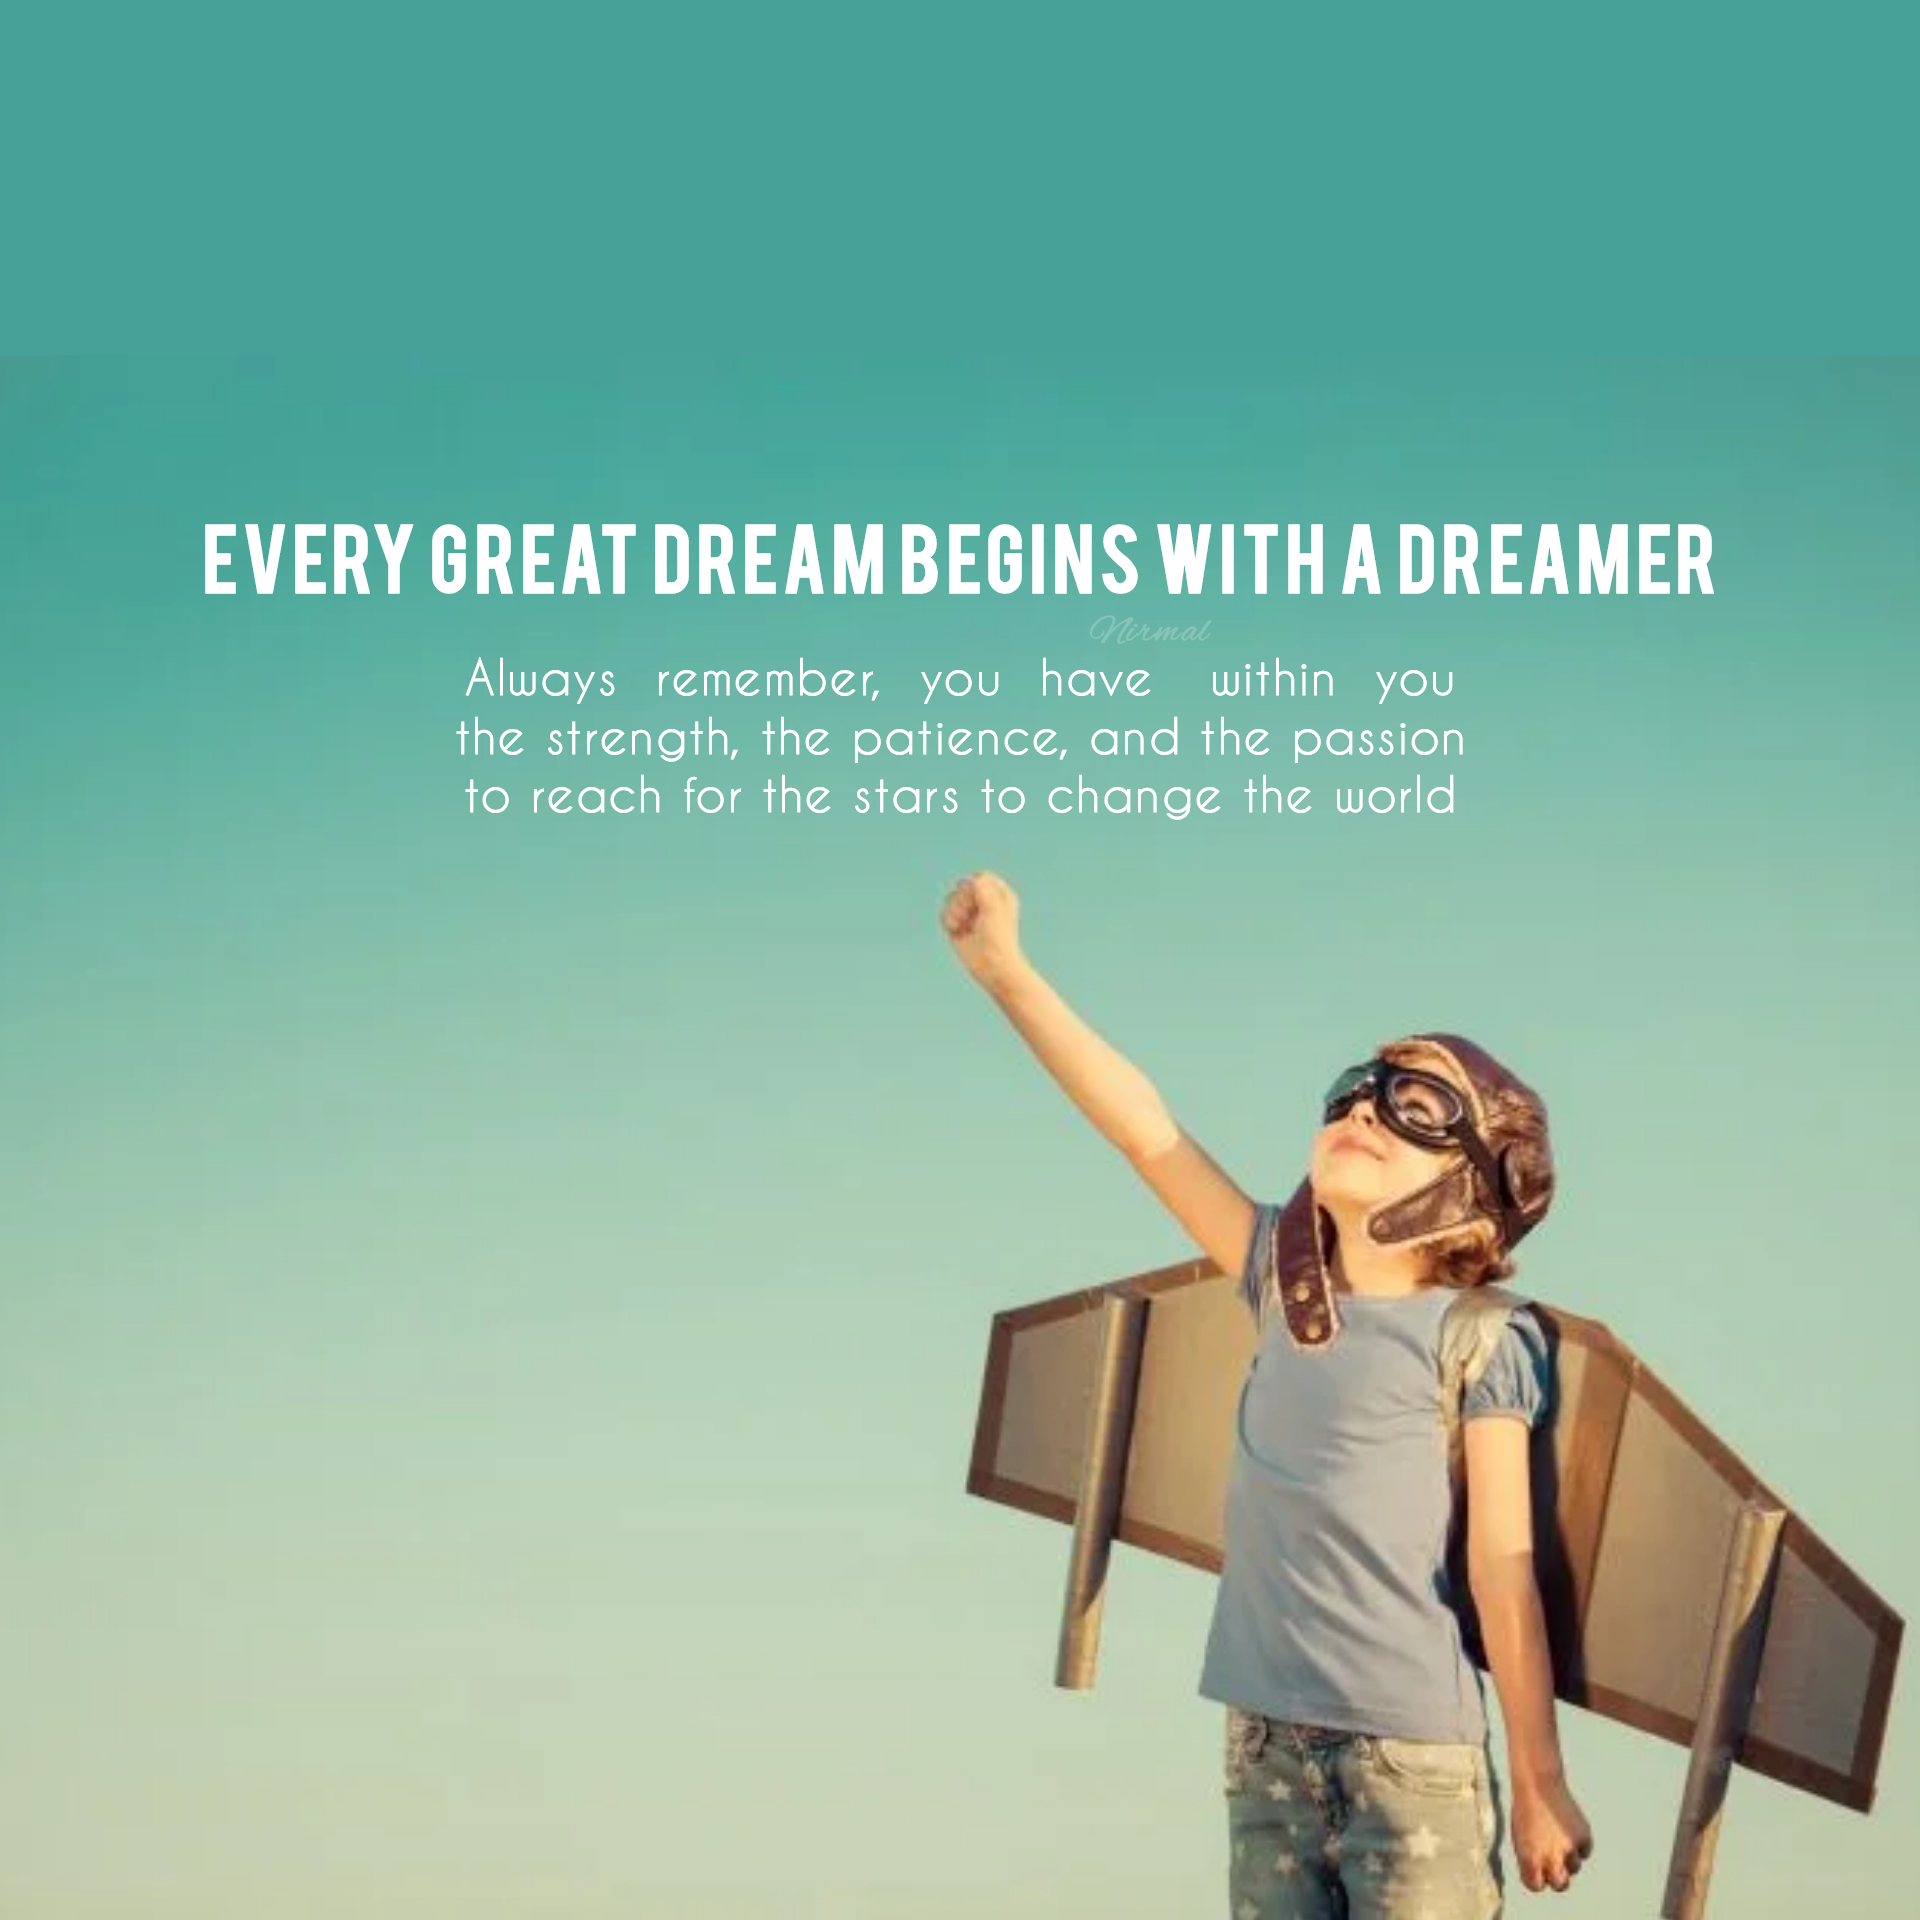 EVERY GREAT DREAM BEGINS WITH A DREAMER
Nirmal
Always remember, you have within you
the strength, the patience, and the passion
to reach for the stars to change the world